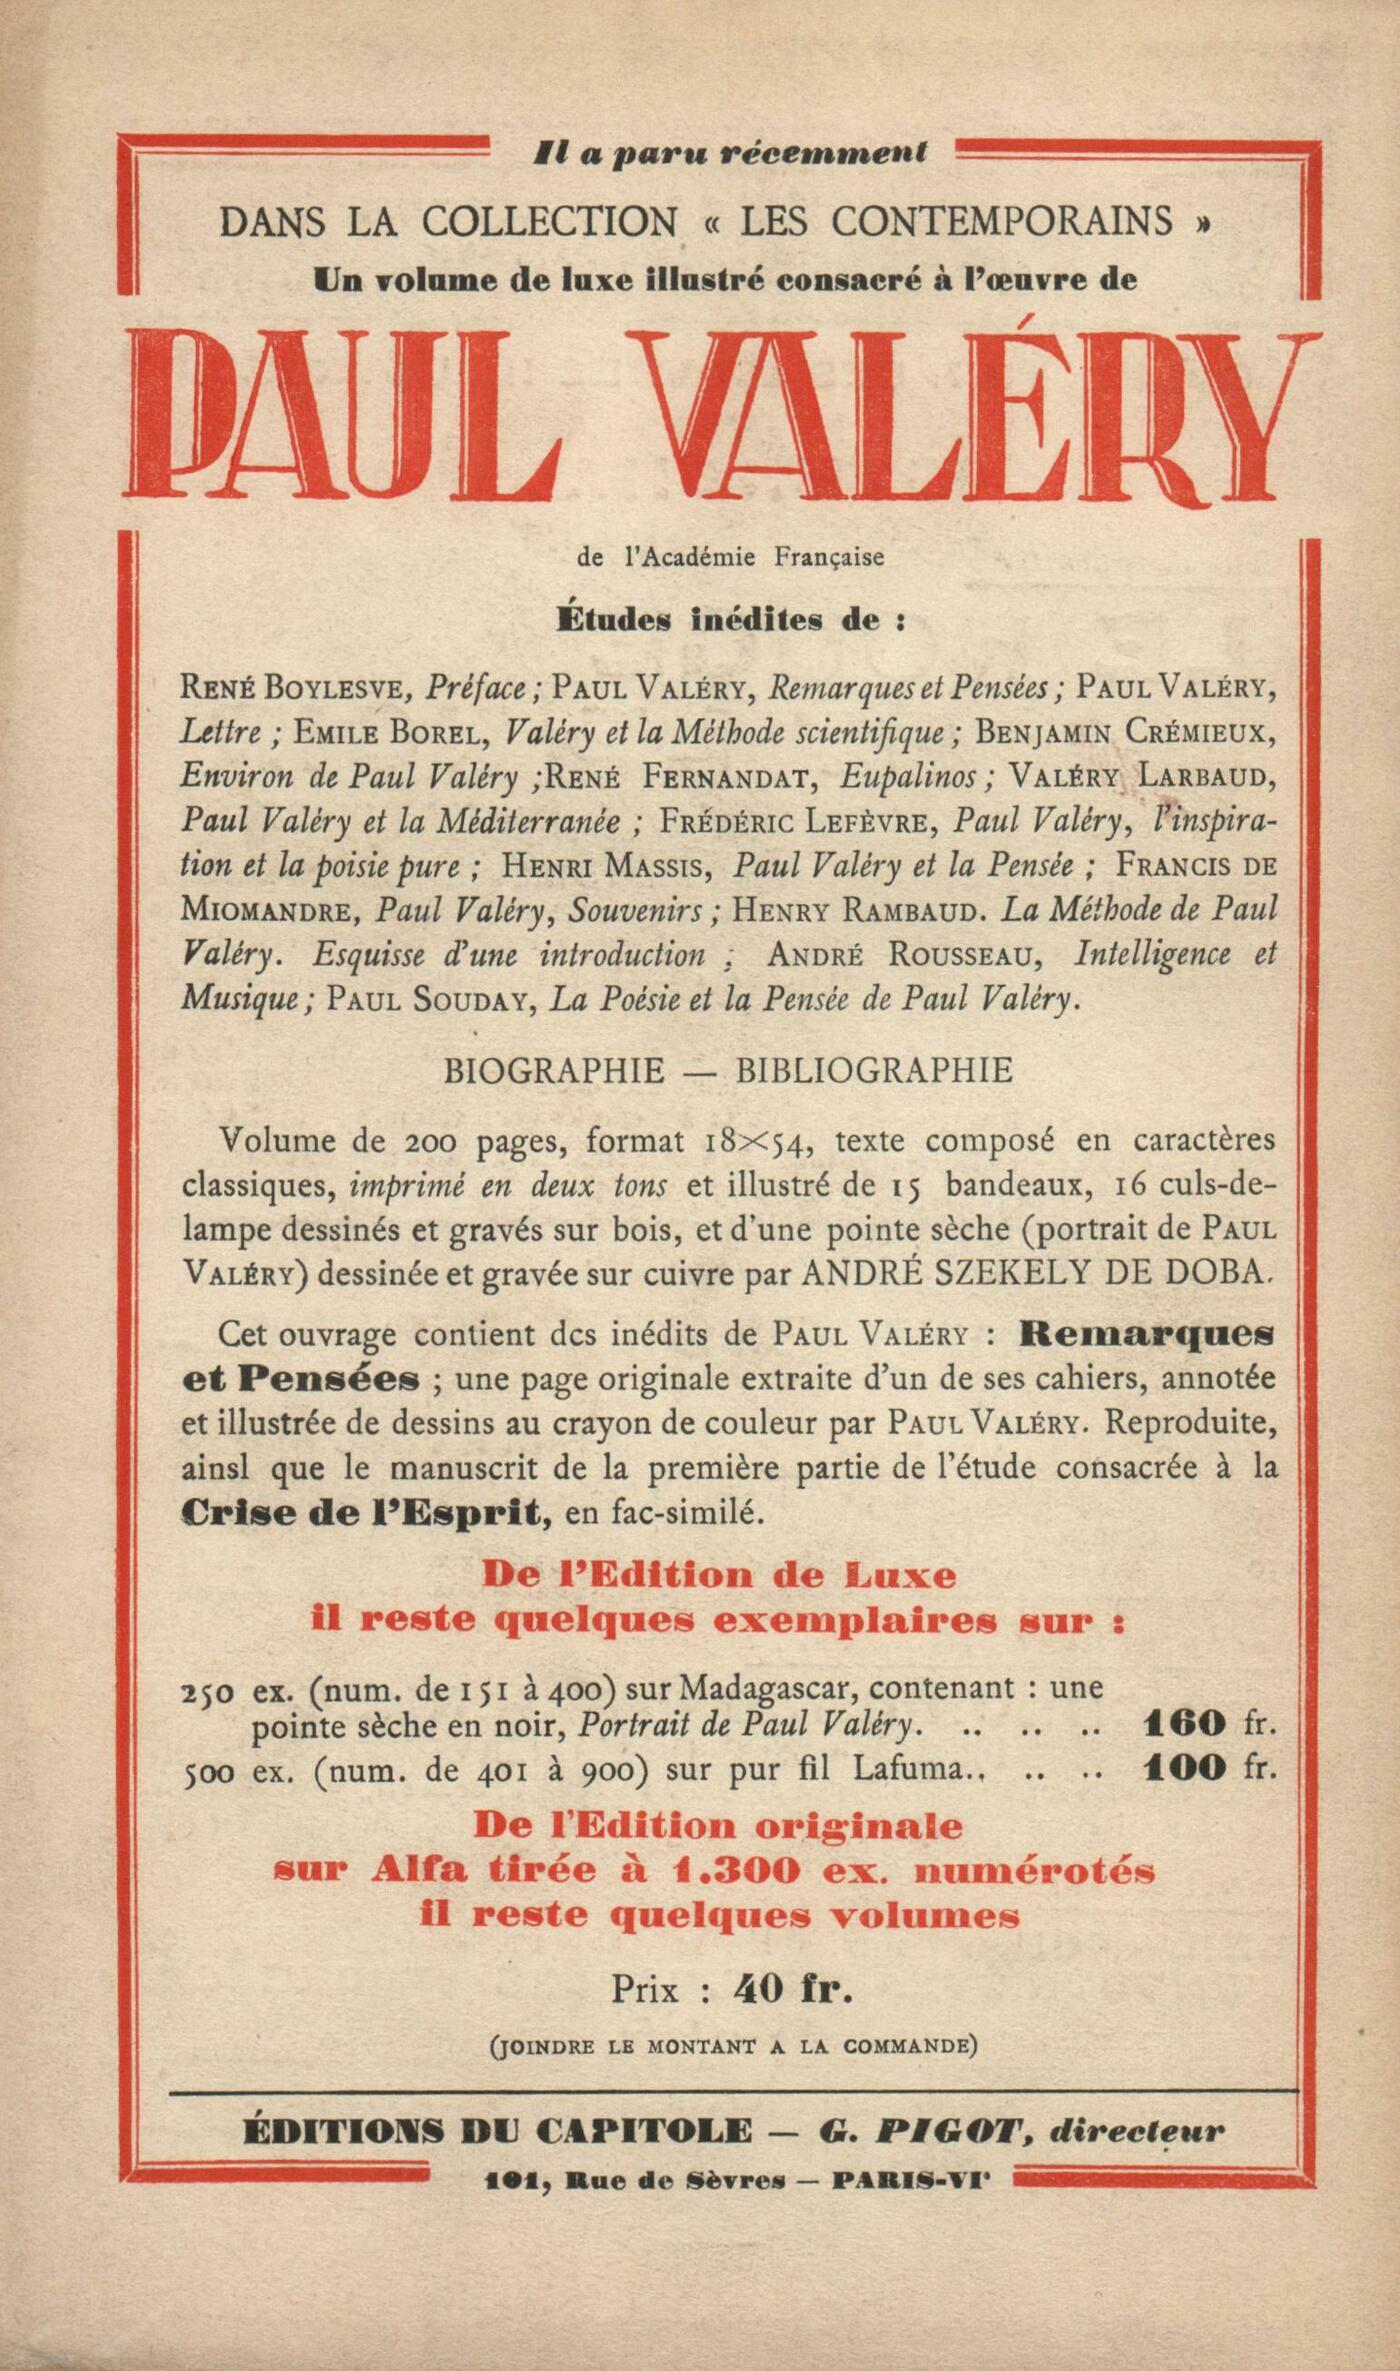 Il a paru récemment
DANS LA COLLECTION « LES CONTEMPORAINS »
Un volume de luxe illustré consacré à l'œuvre de
PAUL VALÉRY
de l'Académie Française
Études inédites de :
RENÉ BOYLESVE, Préface ; PAUL VALÉRY, Remarques et Pensées ; PAUL VALÉRY,
Lettre ; EMILE BOREL, Valéry et la Méthode scientifique ; BENJAMIN CRÉMIEUX,
Environ de Paul Valéry ;RENÉ FERNANDAT, Eupalinos ; VALÉRY LARBAUD,
Paul Valéry et la Méditerranée ; FRÉDÉRIC LEFÈVRE, Paul Valéry, l'inspira-
tion et la poisie pure ; HENRI MASSIS, Paul Valéry et la Pensée ; FRANCIS DE
MIOMANDRE, Paul Valéry, Souvenirs ; HENRY RAMBAUD. La Méthode de Paul
Valéry. Esquisse d'une introduction ; ANDRÉ ROUSSEAU, Intelligence et
Musique ; PAUL SOUDAY, La Poésie et la Pensée de Paul Valéry.
BIOGRAPHIE — BIBLIOGRAPHIE
Volume de 200 pages, format 18×54, texte composé en caractères
classiques, imprimé en deux tons et illustré de 15 bandeaux, 16 culs-de-
lampe dessinés et gravés sur bois, et d'une pointe sèche (portrait de PAUL
VALÉRY) dessinée et gravée sur cuivre par ANDRÉ SZEKELY DE DOBA.
Cet ouvrage contient dcs inédits de PAUL VALÉRY : Remarques
et Pensées ; une page originale extraite d'un de ses cahiers, annotée
et illustrée de dessins au crayon de couleur par PAUL VALÉRY. Reproduite,
ainsl que le manuscrit de la première partie de l'étude consacrée à la
Crise de l'Esprit, en fac-similé.
De l'Edition de Luxe
il reste quelques exemplaires sur :
250 ex. (num. de 151 à 400) sur Madagascar, contenant : une
pointe sèche en noir, Portrait de Paul Valéry. .. .. .. 160 fr.
500 ex. (num. de 401 à 900) sur pur fil Lafuma.. .. .. 100 fr.
De l'Edition originale
sur Alfa tirée à 1.300 ex. numérotés
il reste quelques volumes
Prix : 40 fr.
(JOINDRE LE MONTANT A LA COMMANDE)
ÉDITIONS DU CAPITOLE — G. PIGOT, directeur
101, Rue de Sèvres — PARIS-VIe